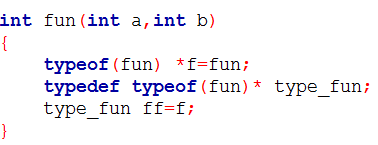 int fun(int a,int b)
{
    typeof(fun) *f=fun;
    typedef typeof(fun)* type_fun;
    type_fun ff=f;
}